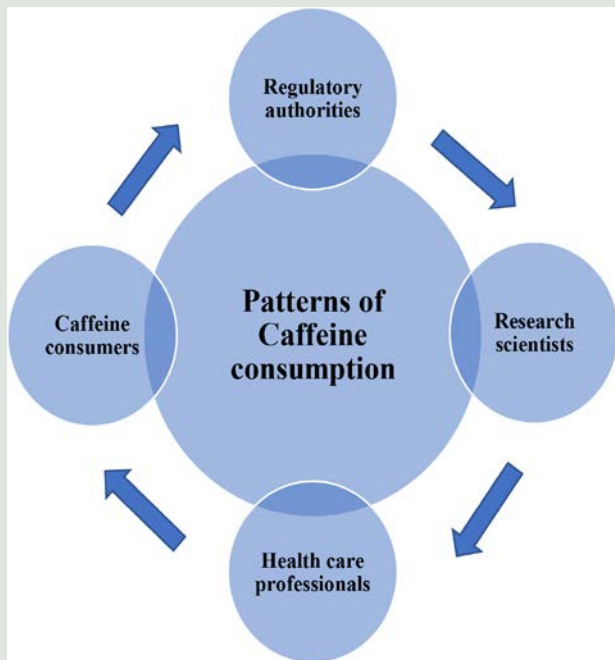 Regulatory
authorities
Patterns of
Caffeine
consumption
Caffeine
consumers
Research
scientists
Health care
professionals